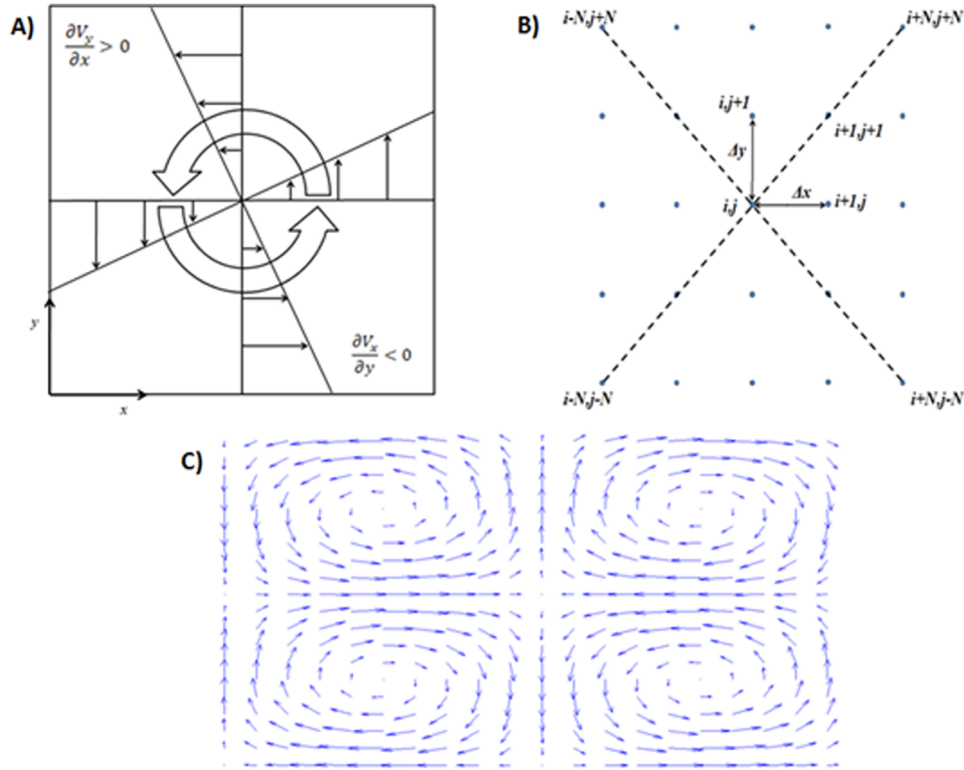 A)
∂V_y/∂x > 0
y
x
∂V_x/∂y < 0
B)
i-N,j+N
i+N,j+N
i,j+1
i+1,j+1
Δy
Δx
i,j
i+1,j
i-N,j-N
i+N,j-N
C)